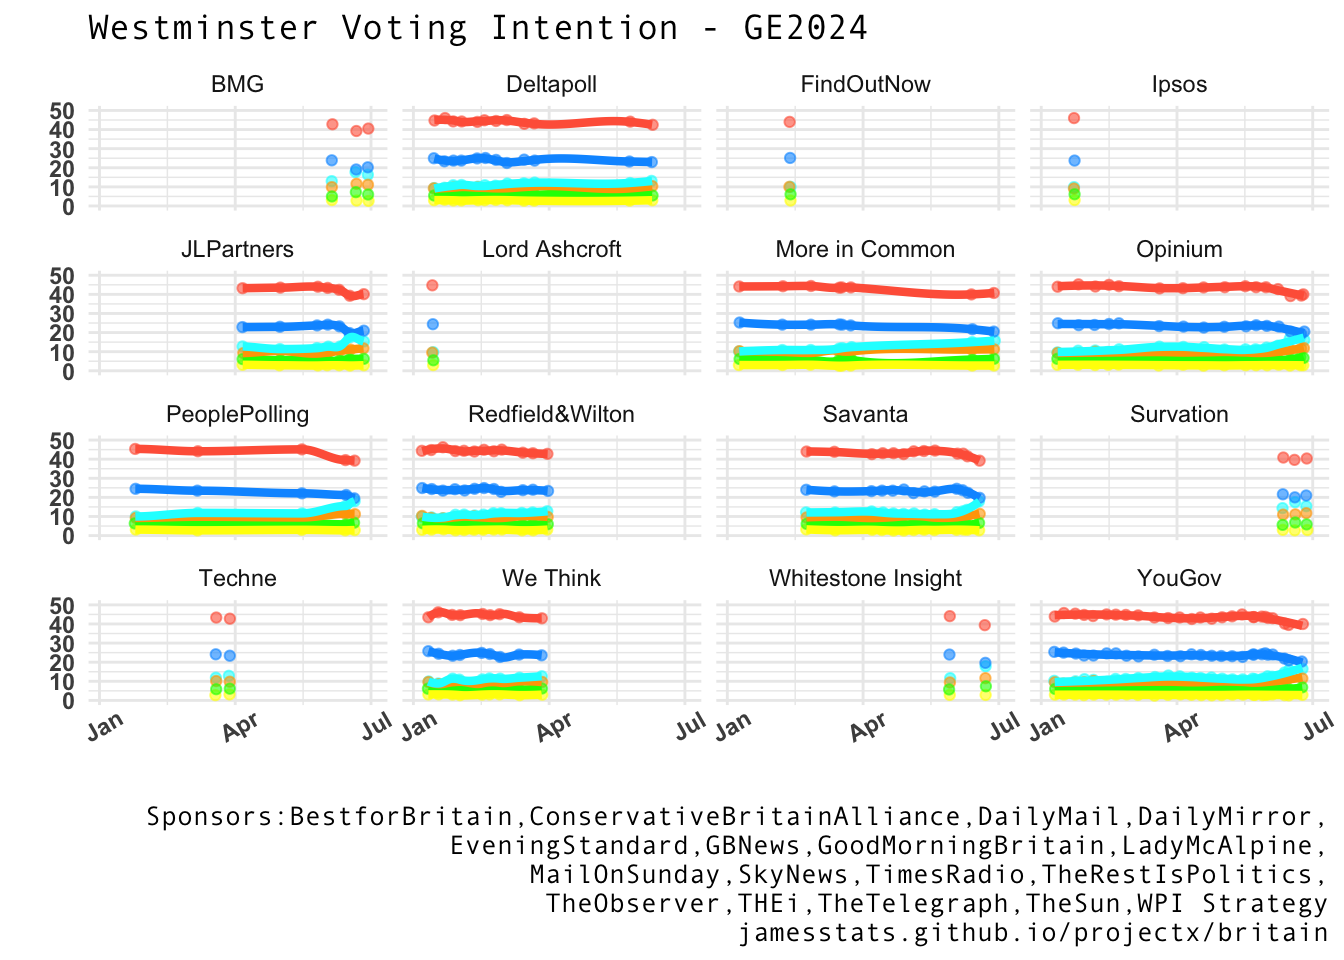 Westminster Voting Intention - GE2024
BMG
Deltapoll
FindOutNow
Ipsos
50
40
30
20
10
0
JLPartners
Lord Ashcroft
More in Common
Opinium
50
40
30
20
10
0
PeoplePolling
Redfield&Wilton
Savanta
Survation
50
40
30
20
10
0
Techne
We Think
Whitestone Insight
YouGov
50
40
30
20
10
0
Jan
Apr
Jul
Jan
Apr
Jul
Jan
Apr
Jul
Jan
Apr
Jul
Sponsors:BestforBritain,ConservativeBritainAlliance,DailyMail,DailyMirror,
EveningStandard,GBNews,GoodMorningBritain,LadyMcAlpine,
MailOnSunday,SkyNews,TimesRadio,TheRestIsPolitics,
TheObserver,THEi,TheTelegraph,TheSun,WPI Strategy
jamesstats.github.io/projectx/britain